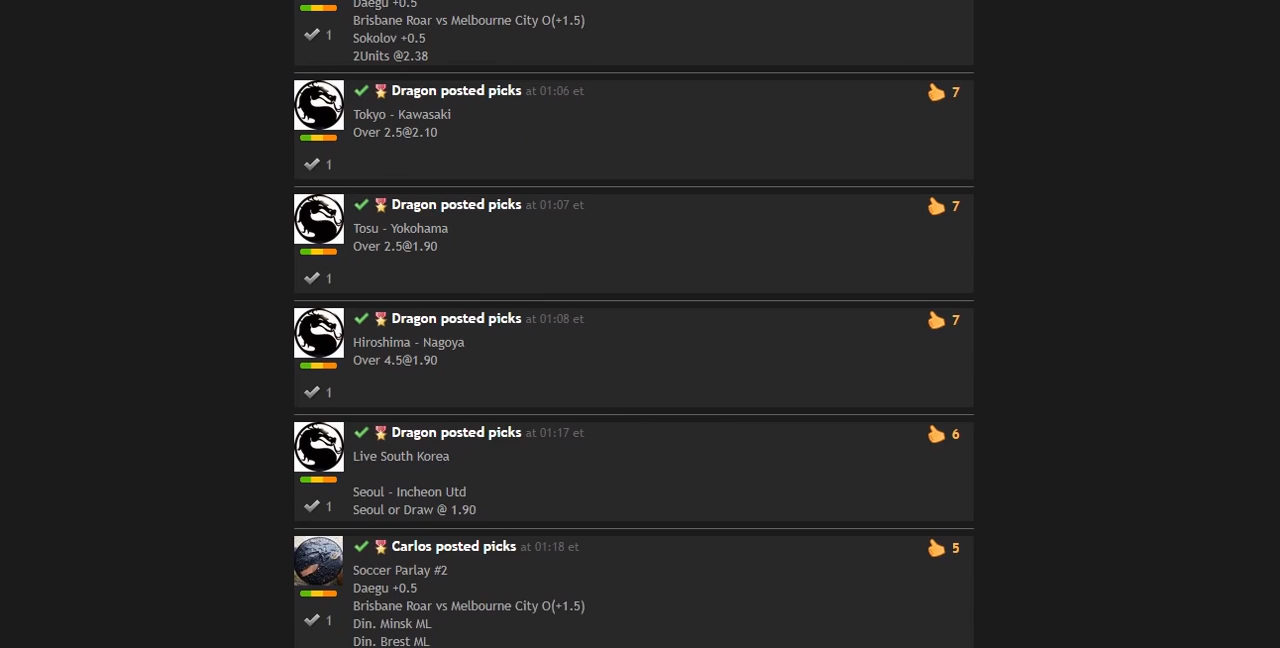 Daegu +0.5
Brisbane Roar vs Melbourne City O(+1.5)
Sokolov +0.5
1
2Units @2.38
Dragon posted picks at 01:06 et
7
Tokyo - Kawasaki
Over 2.5@2.10
1
Dragon posted picks at 01:07 et
7
Tosu - Yokohama
Over 2.5@1.90
1
Dragon posted picks at 01:08 et
7
Hiroshima - Nagoya
Over 4.5@1.90
1
Dragon posted picks at 01:17 et
6
Live South Korea
Seoul - Incheon Utd
1
Seoul or Draw @ 1.90
Carlos posted picks at 01:18 et
5
Soccer Parlay #2
Daegu +0.5
Brisbane Roar vs Melbourne City O(+1.5)
1
Din. Minsk ML
Din. Brest ML